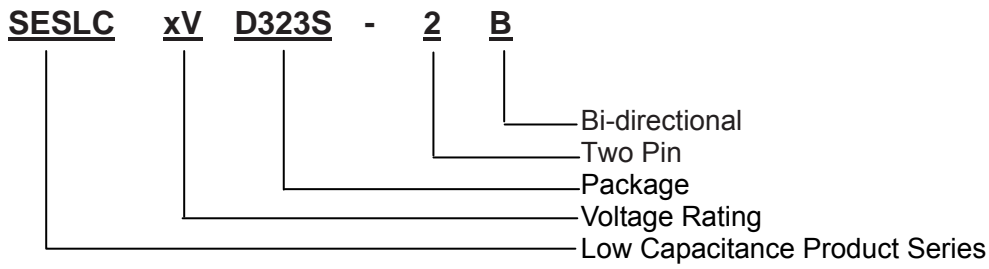 SESLC xV D323S - 2 B
Bi-directional
Two Pin
Package
Voltage Rating
Low Capacitance Product Series